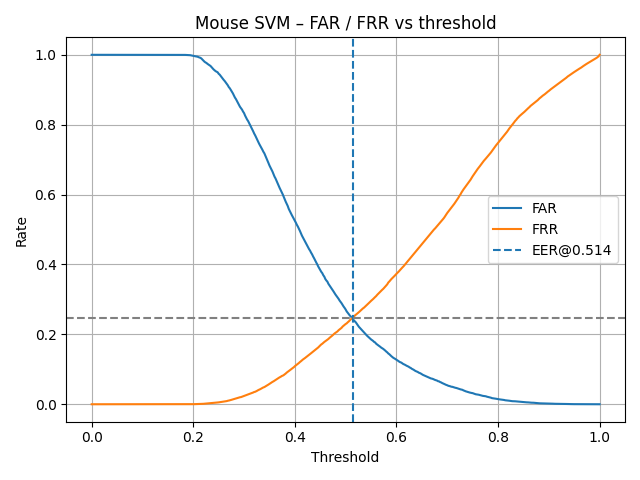 Mouse SVM – FAR / FRR vs threshold
Rate
1.0
0.8
0.6
0.4
0.2
0.0
FAR
FRR
EER@0.514
0.0 0.2 0.4 0.6 0.8 1.0
Threshold